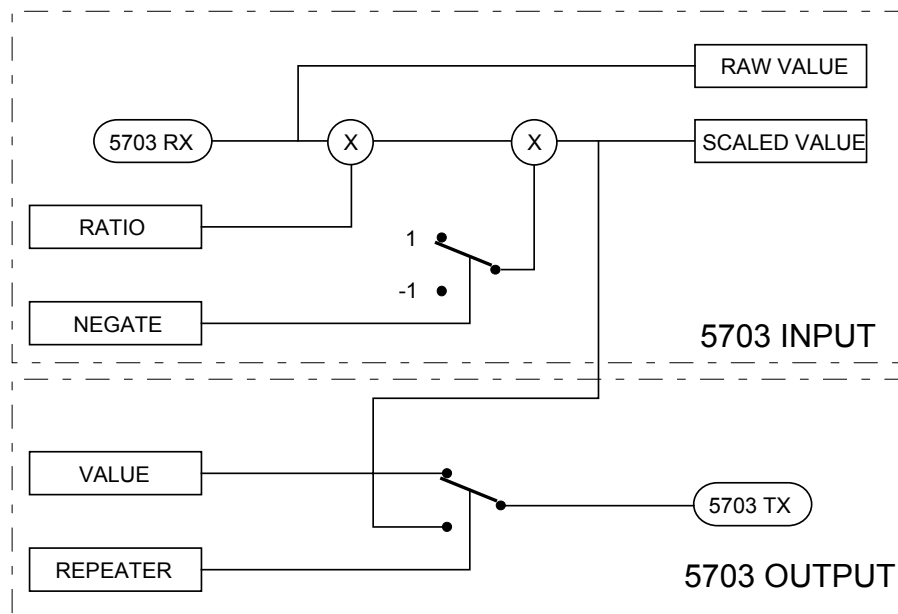 RAW VALUE
5703 RX
X
X
SCALED VALUE
RATIO
1
-1
NEGATE
5703 INPUT
VALUE
5703 TX
REPEATER
5703 OUTPUT